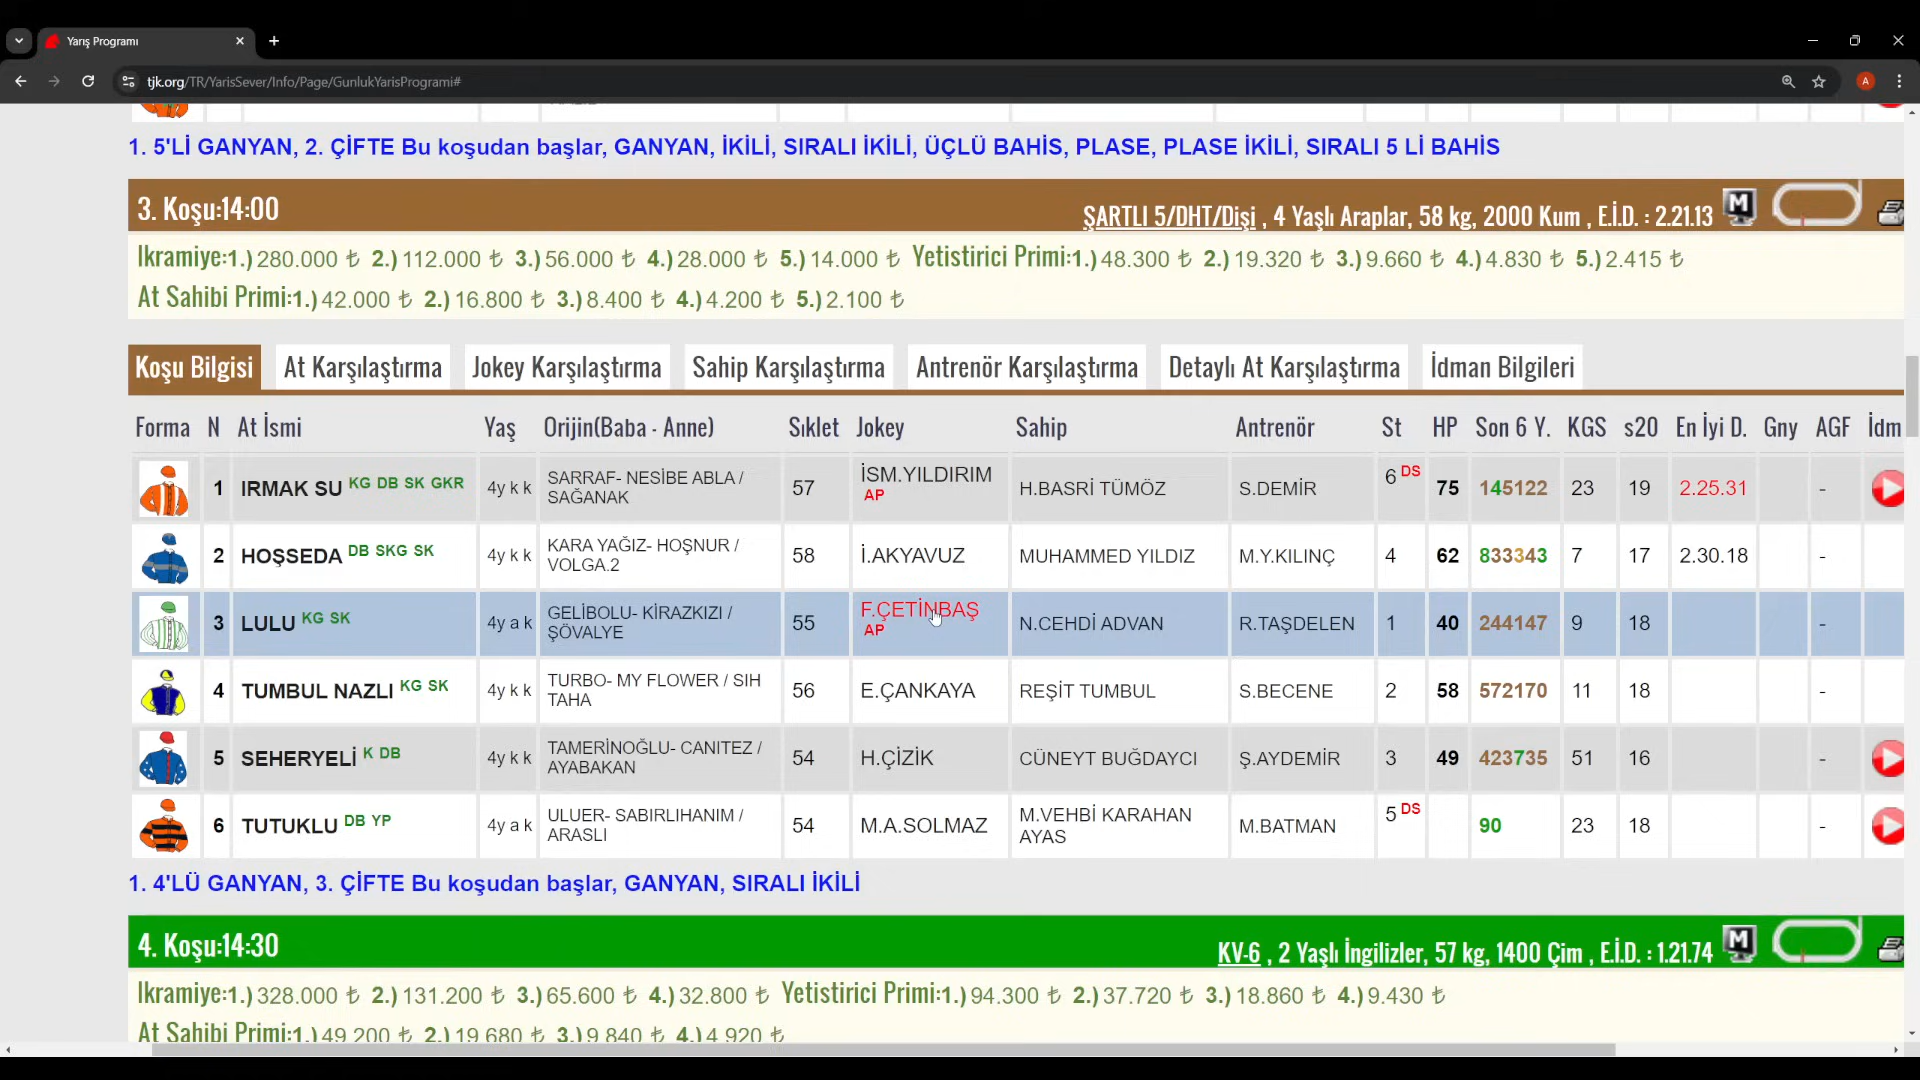 Yarış Programı
tjk.org/TR/YarisSever/Info/Page/GunlukYarisProgrami#
A
1. 5'Lİ GANYAN, 2. ÇİFTE Bu koşudan başlar, GANYAN, İKİLİ, SIRALI İKİLİ, ÜÇLÜ BAHİS, PLASE, PLASE İKİLİ, SIRALI 5 Lİ BAHİS
3. Koşu:14:00 ŞARTLI 5/DHT/Dişi , 4 Yaşlı Araplar, 58 kg, 2000 Kum , E.İ.D. : 2.21.13 M
Ikramiye:1.) 280.000 ₺ 2.) 112.000 ₺ 3.) 56.000 ₺ 4.) 28.000 ₺ 5.) 14.000 ₺ Yetistirici Primi:1.) 48.300 ₺ 2.) 19.320 ₺ 3.) 9.660 ₺ 4.) 4.830 ₺ 5.) 2.415 ₺
At Sahibi Primi:1.) 42.000 ₺ 2.) 16.800 ₺ 3.) 8.400 ₺ 4.) 4.200 ₺ 5.) 2.100 ₺
Koşu Bilgisi At Karşılaştırma Jokey Karşılaştırma Sahip Karşılaştırma Antrenör Karşılaştırma Detaylı At Karşılaştırma İdman Bilgileri
Forma N At İsmi Yaş Orijin(Baba - Anne) Sıklet Jokey Sahip Antrenör St HP Son 6 Y. KGS s20 En İyi D. Gny AGF İdm
1 IRMAK SU KG DB SK GKR 4y k k SARRAF- NESİBE ABLA / SAĞANAK 57 İSM.YILDIRIM AP H.BASRİ TÜMÖZ S.DEMİR 6 DS 75 145122 23 19 2.25.31 -
2 HOŞSEDA DB SKG SK 4y k k KARA YAĞIZ- HOŞNUR / VOLGA.2 58 İ.AKYAVUZ MUHAMMED YILDIZ M.Y.KILINÇ 4 62 833343 7 17 2.30.18 -
3 LULU KG SK 4y a k GELİBOLU- KİRAZKIZI / ŞÖVALYE 55 F.ÇETİNBAŞ AP N.CEHDİ ADVAN R.TAŞDELEN 1 40 244147 9 18 -
4 TUMBUL NAZLI KG SK 4y k k TURBO- MY FLOWER / SIH TAHA 56 E.ÇANKAYA REŞİT TUMBUL S.BECENE 2 58 572170 11 18 -
5 SEHERYELİ K DB 4y k k TAMERİNOĞLU- CANITEZ / AYABAKAN 54 H.ÇİZİK CÜNEYT BUĞDAYCI Ş.AYDEMİR 3 49 423735 51 16 -
6 TUTUKLU DB YP 4y a k ULUER- SABIRLIHANIM / ARASLI 54 M.A.SOLMAZ M.VEHBİ KARAHAN AYAS M.BATMAN 5 DS 90 23 18 -
1. 4'LÜ GANYAN, 3. ÇİFTE Bu koşudan başlar, GANYAN, SIRALI İKİLİ
4. Koşu:14:30 KV-6 , 2 Yaşlı İngilizler, 57 kg, 1400 Çim , E.İ.D. : 1.21.74 M
Ikramiye:1.) 328.000 ₺ 2.) 131.200 ₺ 3.) 65.600 ₺ 4.) 32.800 ₺ Yetistirici Primi:1.) 94.300 ₺ 2.) 37.720 ₺ 3.) 18.860 ₺ 4.) 9.430 ₺
At Sahibi Primi:1.) 49.200 ₺ 2.) 19.680 ₺ 3.) 9.840 ₺ 4.) 4.920 ₺